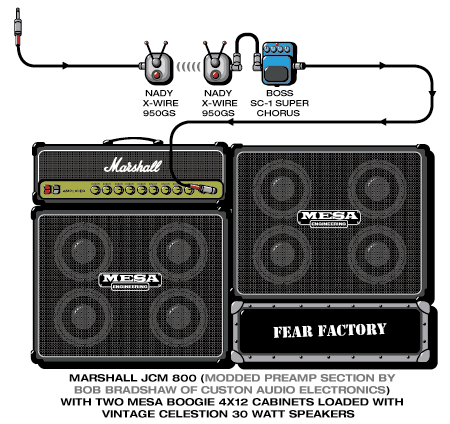 NADY
X-WIRE
950GS
NADY
X-WIRE
950GS
BOSS
SC-1 SUPER
CHORUS
Marshall
AMPLIFIER
MESA
ENGINEERING
MESA
ENGINEERING
FEAR FACTORY
MARSHALL JCM 800 (MODDED PREAMP SECTION BY
BOB BRADSHAW OF CUSTON AUDIO ELECTRONICS)
WITH TWO MESA BOOGIE 4X12 CABINETS LOADED WITH
VINTAGE CELESTION 30 WATT SPEAKERS